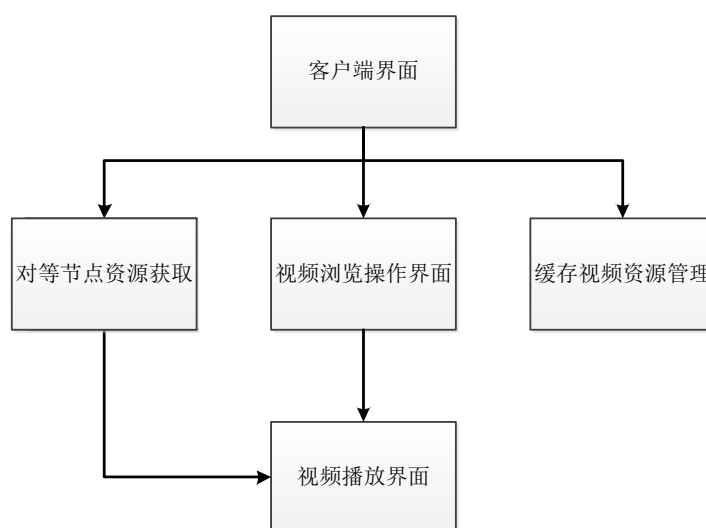 客户端界面
对等节点资源获取
视频浏览操作界面
缓存视频资源管理
视频播放界面